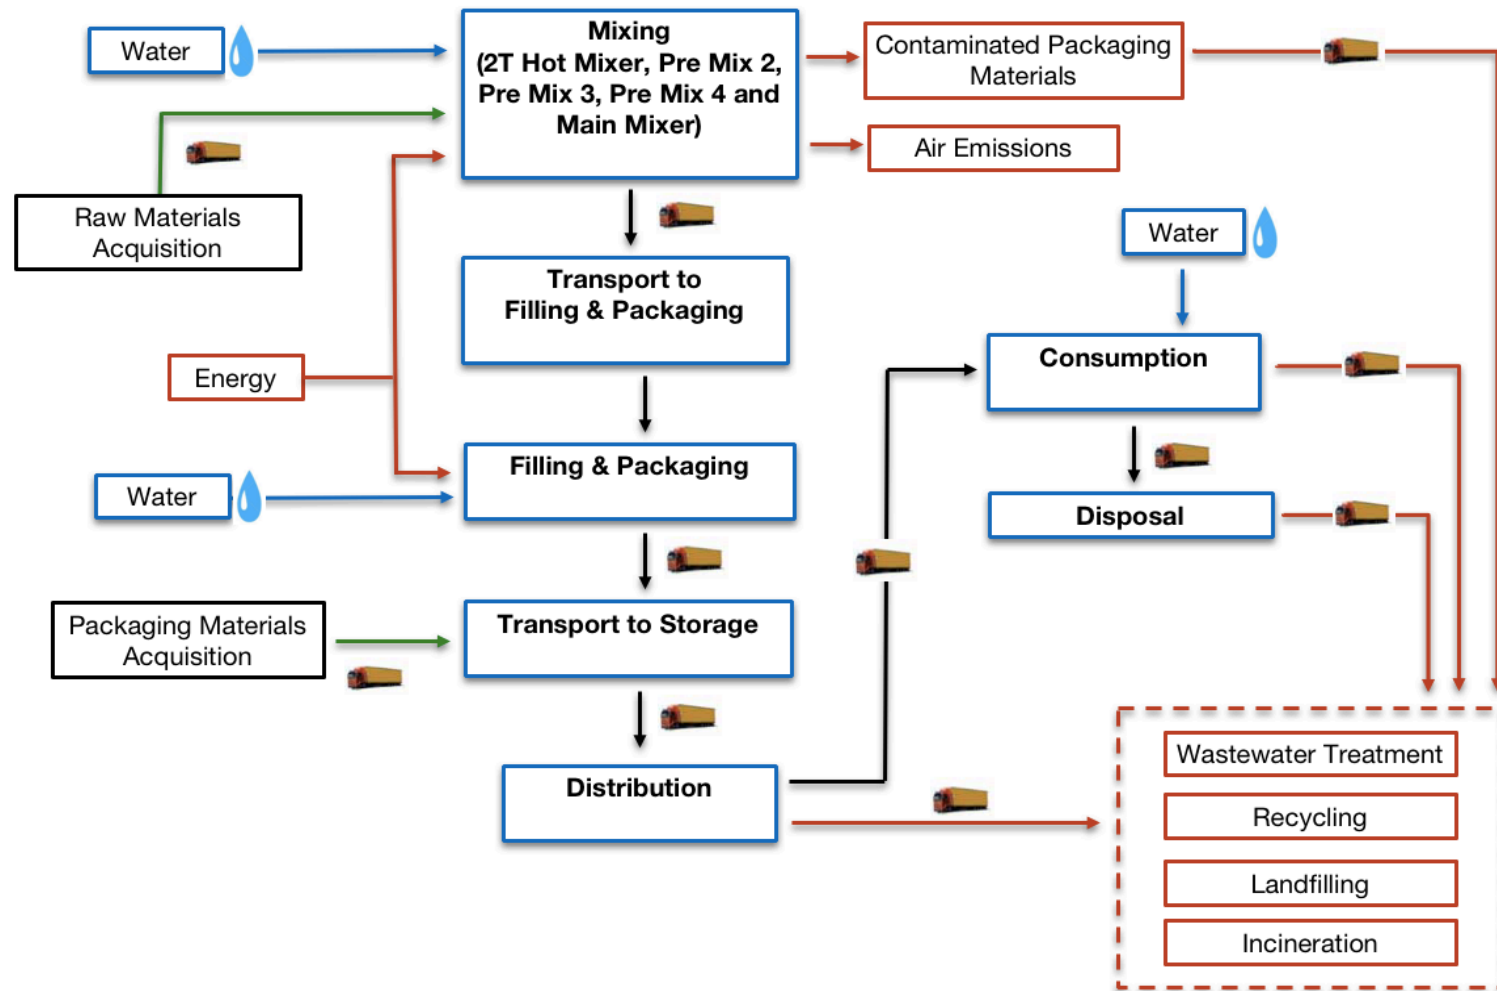 Water
Mixing
(2T Hot Mixer, Pre Mix 2,
Pre Mix 3, Pre Mix 4 and
Main Mixer)
Contaminated Packaging
Materials
Air Emissions
Raw Materials
Acquisition
Water
Transport to
Filling & Packaging
Consumption
Energy
Filling & Packaging
Water
Disposal
Packaging Materials
Acquisition
Transport to Storage
Distribution
Wastewater Treatment
Recycling
Landfilling
Incineration